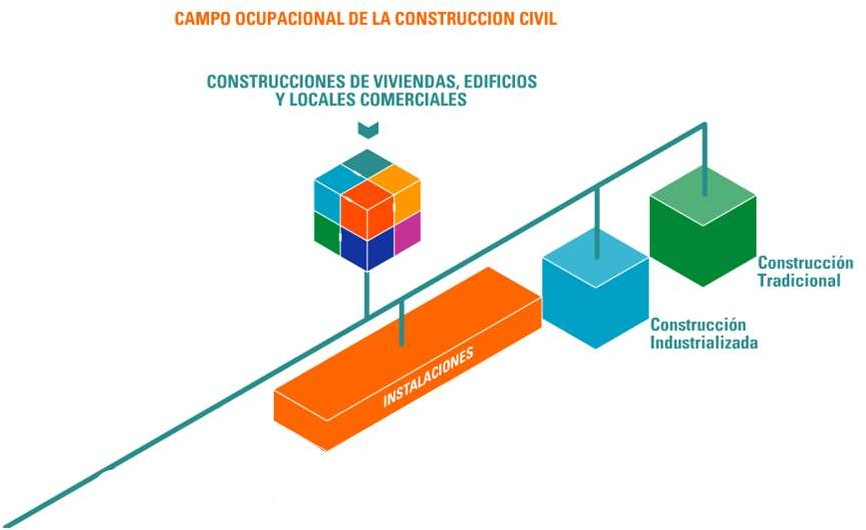 CAMPO OCUPACIONAL DE LA CONSTRUCCION CIVIL
CONSTRUCCIONES DE VIVIENDAS, EDIFICIOS
Y LOCALES COMERCIALES
Construcción
Tradicional
Construcción
Industrializada
INSTALACIONES